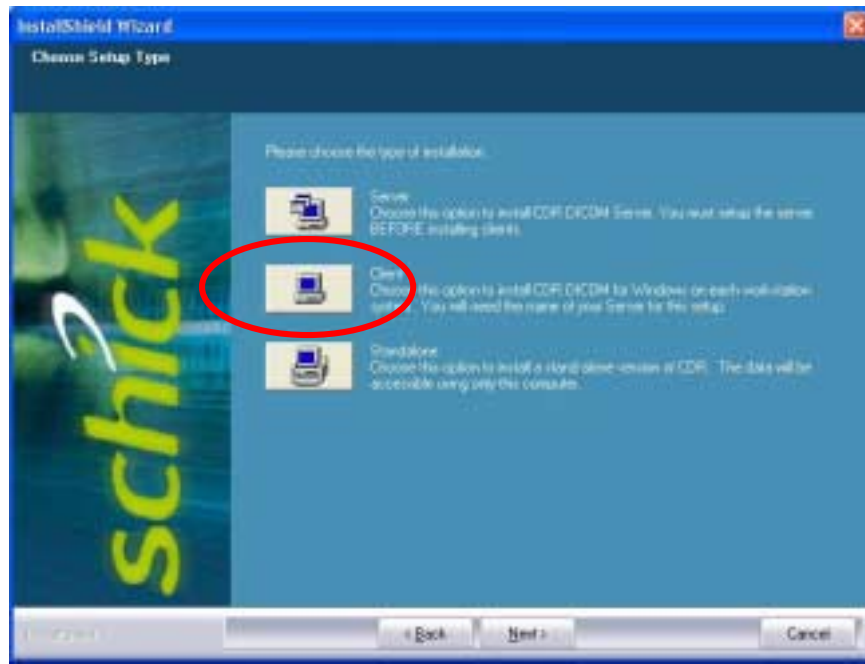 InstallShield Wizard
Choose Setup Type
schick
Please choose the type of installation.
Server
Choose this option to install CDR DICOM Server. You must setup the server
BEFORE installing clients.
Client
Choose this option to install CDR DICOM for Windows on each workstation
system. You will need the name of your Server for this setup.
Standalone
Choose this option to install a stand alone version of CDR. The data will be
accessible using only this computer.
< Back
Next >
Cancel